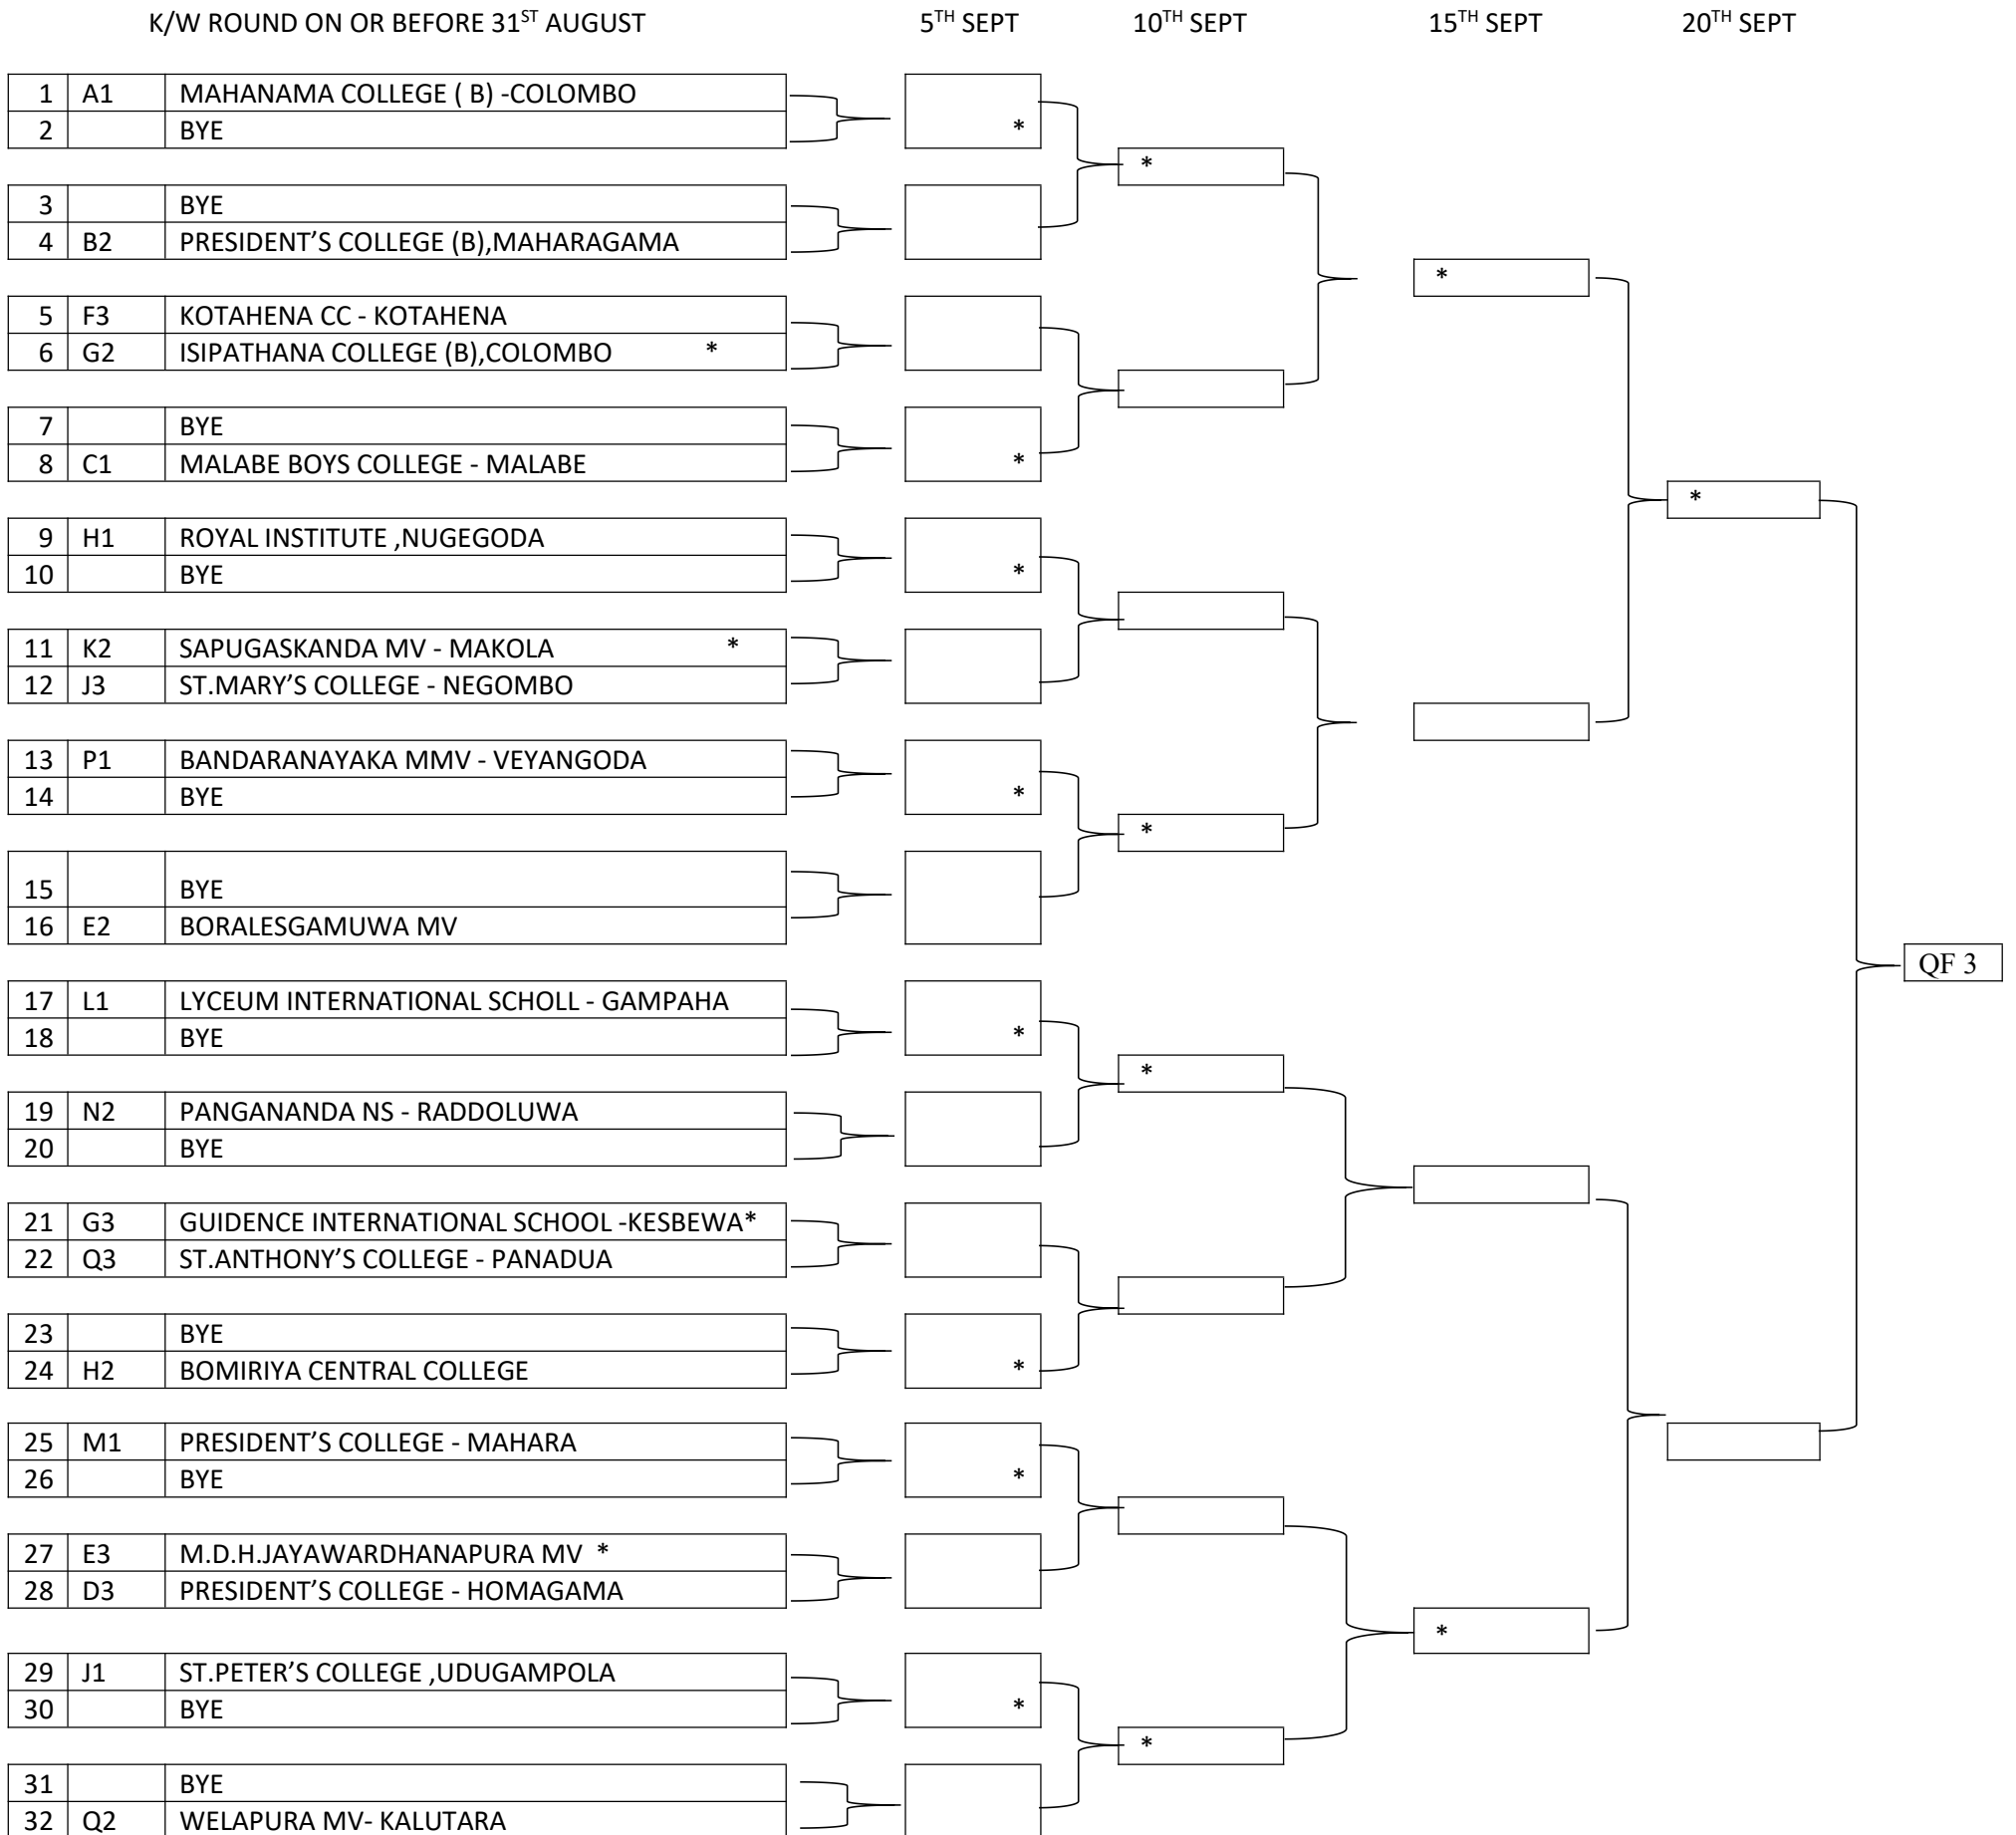 K/W ROUND ON OR BEFORE 31ST AUGUST 5TH SEPT 10TH SEPT 15TH SEPT 20TH SEPT
1 A1 MAHANAMA COLLEGE ( B) -COLOMBO
2 BYE *
*
3 BYE
4 B2 PRESIDENT’S COLLEGE (B),MAHARAGAMA
*
5 F3 KOTAHENA CC - KOTAHENA
6 G2 ISIPATHANA COLLEGE (B),COLOMBO *
7 BYE
8 C1 MALABE BOYS COLLEGE - MALABE *
*
9 H1 ROYAL INSTITUTE ,NUGEGODA
10 BYE *
11 K2 SAPUGASKANDA MV - MAKOLA *
12 J3 ST.MARY’S COLLEGE - NEGOMBO
13 P1 BANDARANAYAKA MMV - VEYANGODA
14 BYE *
*
15 BYE
16 E2 BORALESGAMUWA MV
QF 3
17 L1 LYCEUM INTERNATIONAL SCHOLL - GAMPAHA
18 BYE *
*
19 N2 PANGANANDA NS - RADDOLUWA
20 BYE
21 G3 GUIDENCE INTERNATIONAL SCHOOL -KESBEWA*
22 Q3 ST.ANTHONY’S COLLEGE - PANADUA
23 BYE
24 H2 BOMIRIYA CENTRAL COLLEGE *
25 M1 PRESIDENT’S COLLEGE - MAHARA
26 BYE *
27 E3 M.D.H.JAYAWARDHANAPURA MV *
28 D3 PRESIDENT’S COLLEGE - HOMAGAMA
*
29 J1 ST.PETER’S COLLEGE ,UDUGAMPOLA
30 BYE *
*
31 BYE
32 Q2 WELAPURA MV- KALUTARA